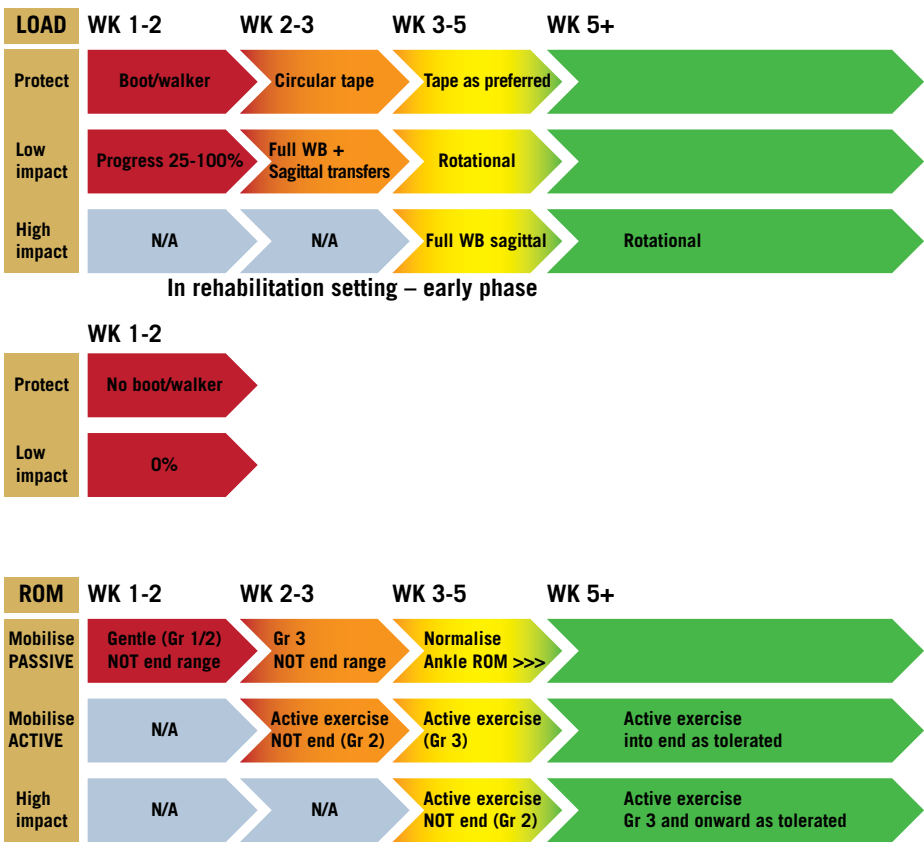 LOAD WK 1-2 WK 2-3 WK 3-5 WK 5+
Protect Boot/walker Circular tape Tape as preferred
Low
impact
Progress 25-100%
Full WB +
Sagittal transfers
Rotational
High
impact
N/A N/A Full WB sagittal Rotational
In rehabilitation setting – early phase
WK 1-2
Protect No boot/walker
Low
impact
0%
ROM WK 1-2 WK 2-3 WK 3-5 WK 5+
Mobilise
PASSIVE
Gentle (Gr 1/2)
NOT end range
Gr 3
NOT end range
Normalise
Ankle ROM >>>
Mobilise
ACTIVE
N/A
Active exercise
NOT end (Gr 2)
Active exercise
(Gr 3)
Active exercise
into end as tolerated
High
impact
N/A
N/A
Active exercise
NOT end (Gr 2)
Active exercise
Gr 3 and onward as tolerated